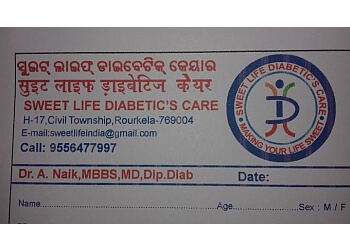 ସୁଇଟ୍ ଲାଇଫ୍ ଡାଇବେଟିକ୍ କେୟାର
सुइट लाइफ ड़ाइबेटिज केयर
SWEET LIFE DIABETIC'S CARE
H-17,Civil Township,Rourkela-769004
E-mail:sweetlifeindia@gmail.com
Call: 9556477997
SWEET LIFE DIABETIC'S CARE
MAKING YOUR LIFE SWEET
Dr. A. Naik,MBBS,MD,Dip.Diab Date:
Name Age Sex : M / F